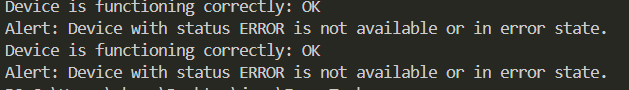 Device is functioning correctly: OK
Alert: Device with status ERROR is not available or in error state.
Device is functioning correctly: OK
Alert: Device with status ERROR is not available or in error state.